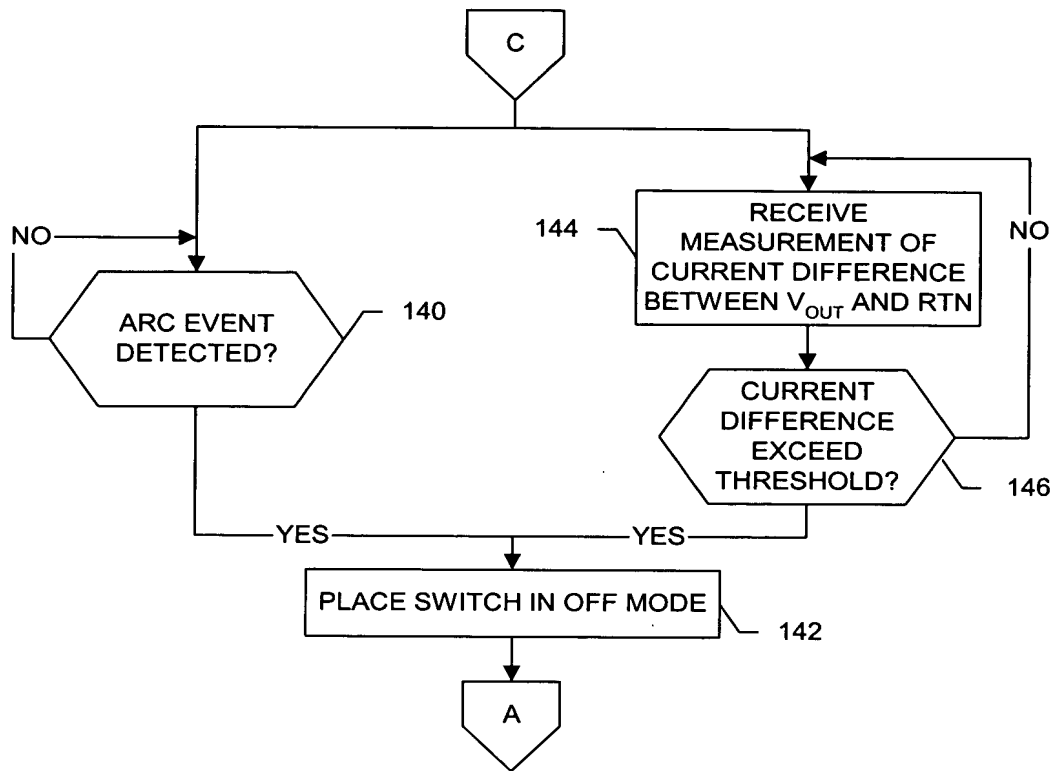 C
NO
ARC EVENT
DETECTED?
140
144
RECEIVE
MEASUREMENT OF
CURRENT DIFFERENCE
BETWEEN VOUT AND RTN
NO
CURRENT
DIFFERENCE
EXCEED
THRESHOLD?
146
YES
YES
PLACE SWITCH IN OFF MODE
142
A